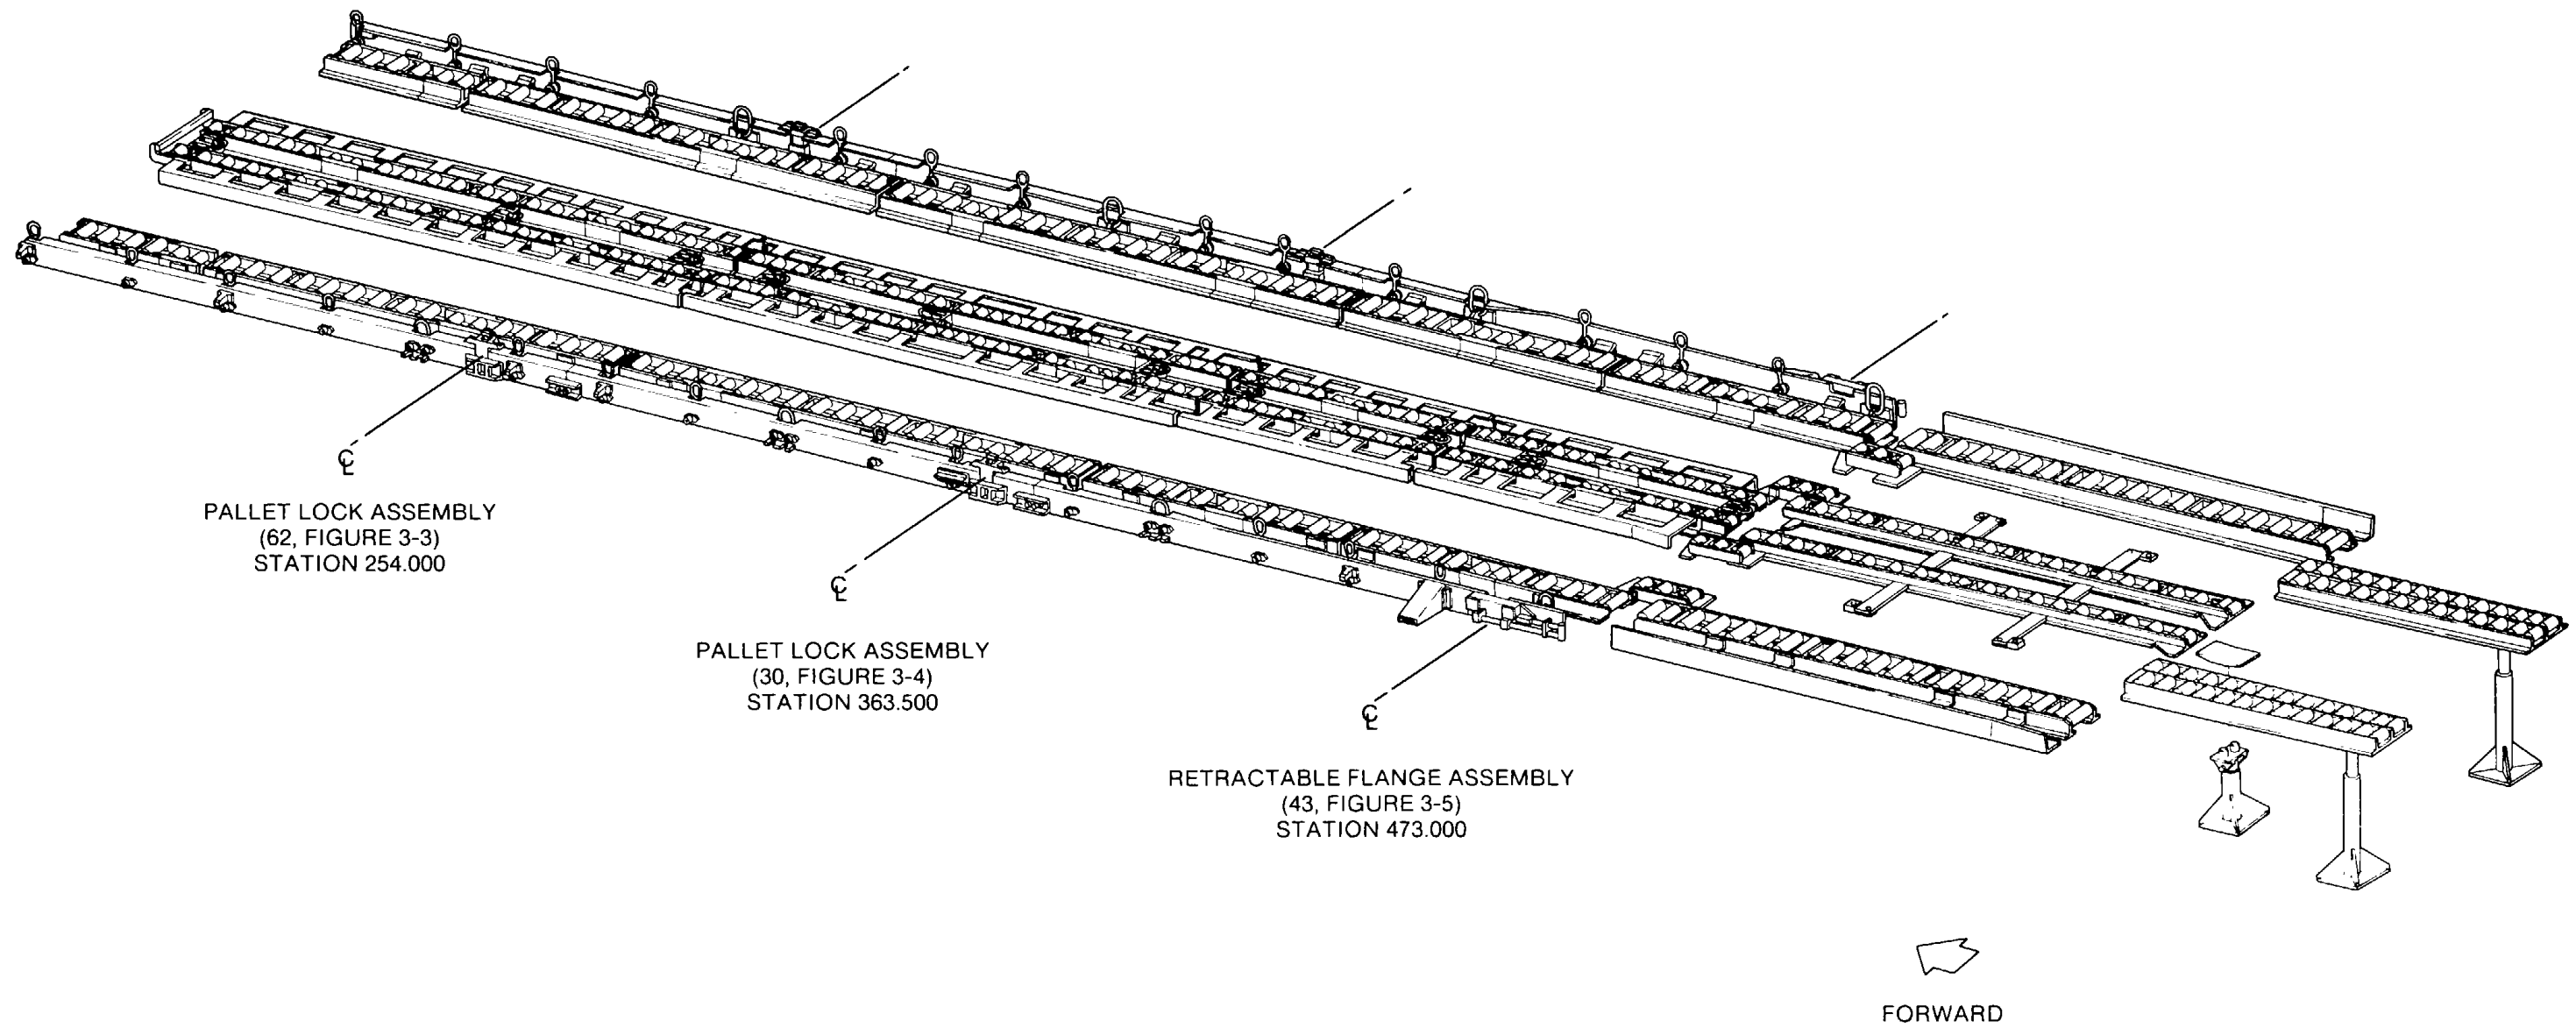 ℄
PALLET LOCK ASSEMBLY
(62, FIGURE 3-3)
STATION 254.000
℄
PALLET LOCK ASSEMBLY
(30, FIGURE 3-4)
STATION 363.500
℄
RETRACTABLE FLANGE ASSEMBLY
(43, FIGURE 3-5)
STATION 473.000
FORWARD